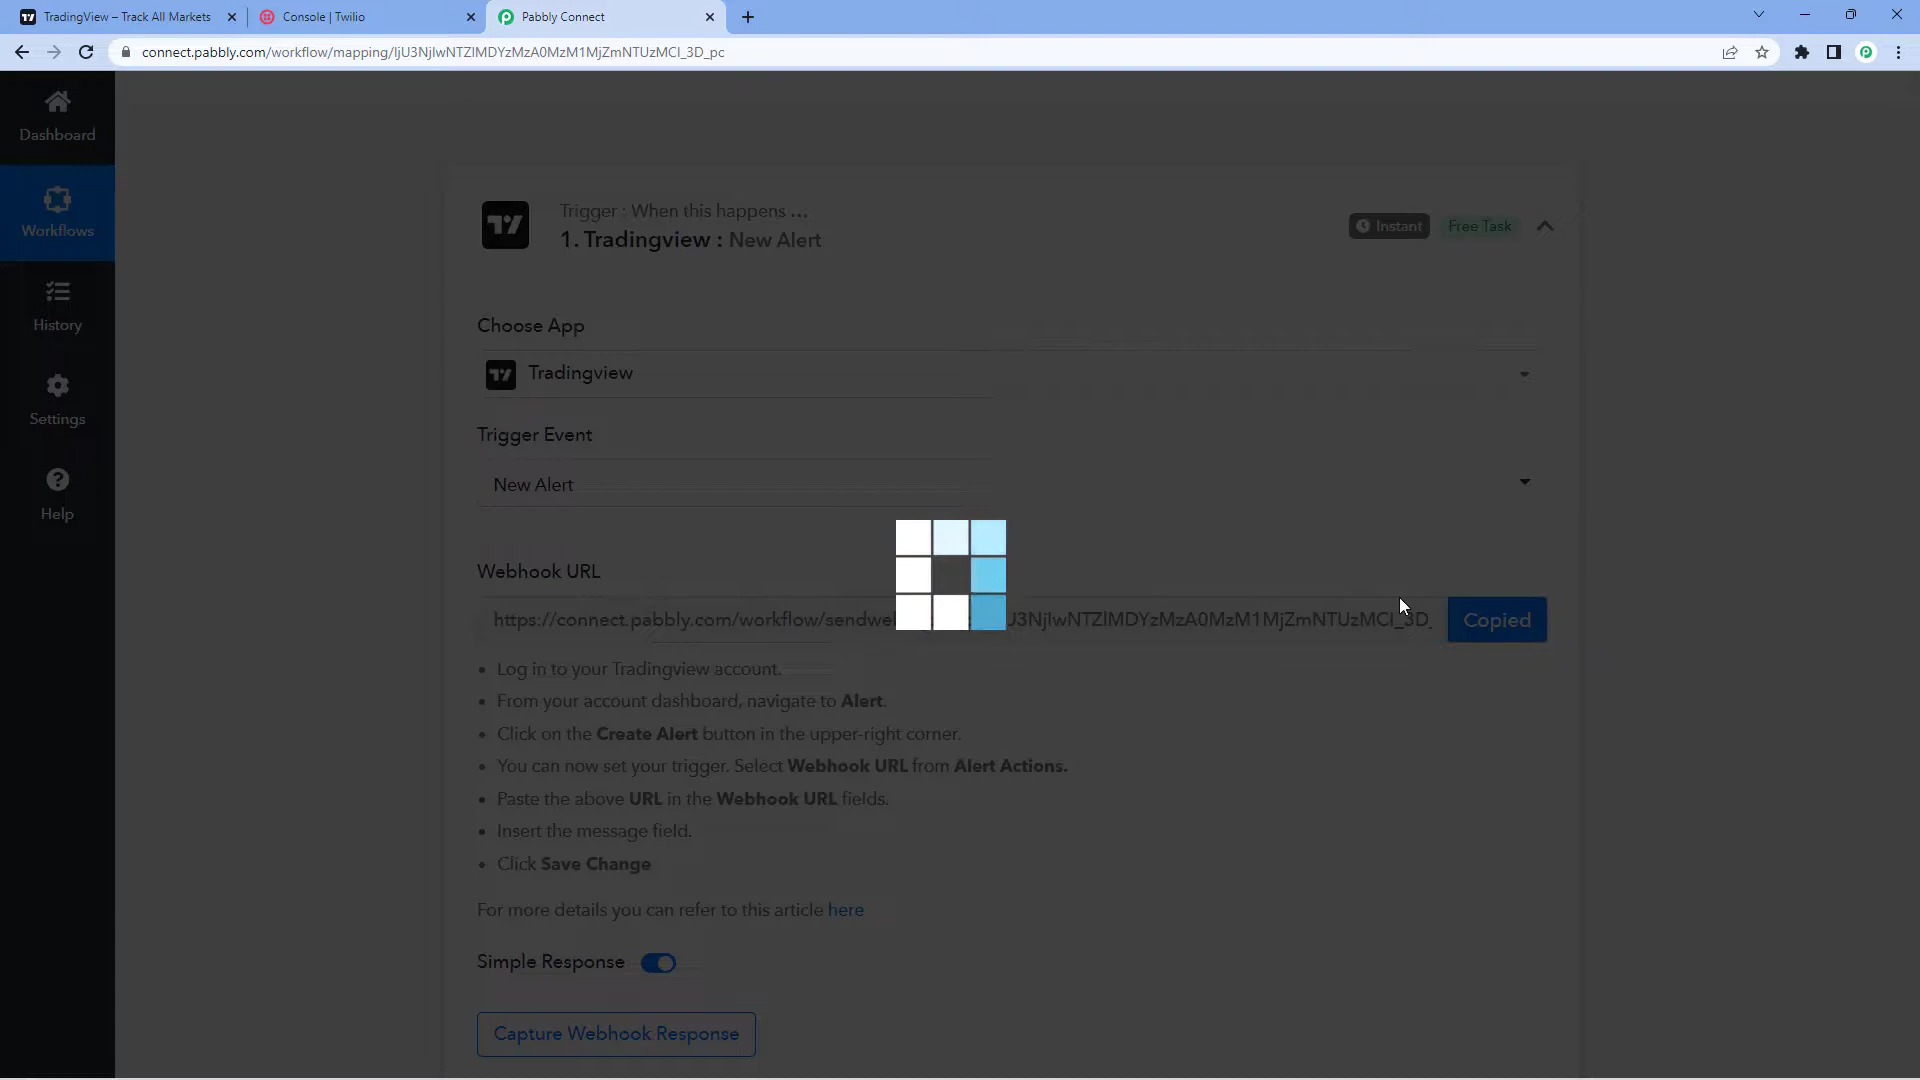 TradingView – Track All Markets
Console | Twilio
Pabbly Connect
connect.pabbly.com/workflow/mapping/IjU3NjIwNTZlMDYzMzA0MzM1MjZmNTUzMCI_3D_pc
Dashboard
Workflows
History
Settings
Help
Trigger : When this happens ...
1. Tradingview : New Alert
Instant
Free Task
Choose App
Tradingview
Trigger Event
New Alert
Webhook URL
https://connect.pabbly.com/workflow/sendwe
U3NjIwNTZlMDYzMzA0MzM1MjZmNTUzMCI_3D_
Copied
• Log in to your Tradingview account.
• From your account dashboard, navigate to Alert.
• Click on the Create Alert button in the upper-right corner.
• You can now set your trigger. Select Webhook URL from Alert Actions.
• Paste the above URL in the Webhook URL fields.
• Insert the message field.
• Click Save Change
For more details you can refer to this article here
Simple Response
Capture Webhook Response